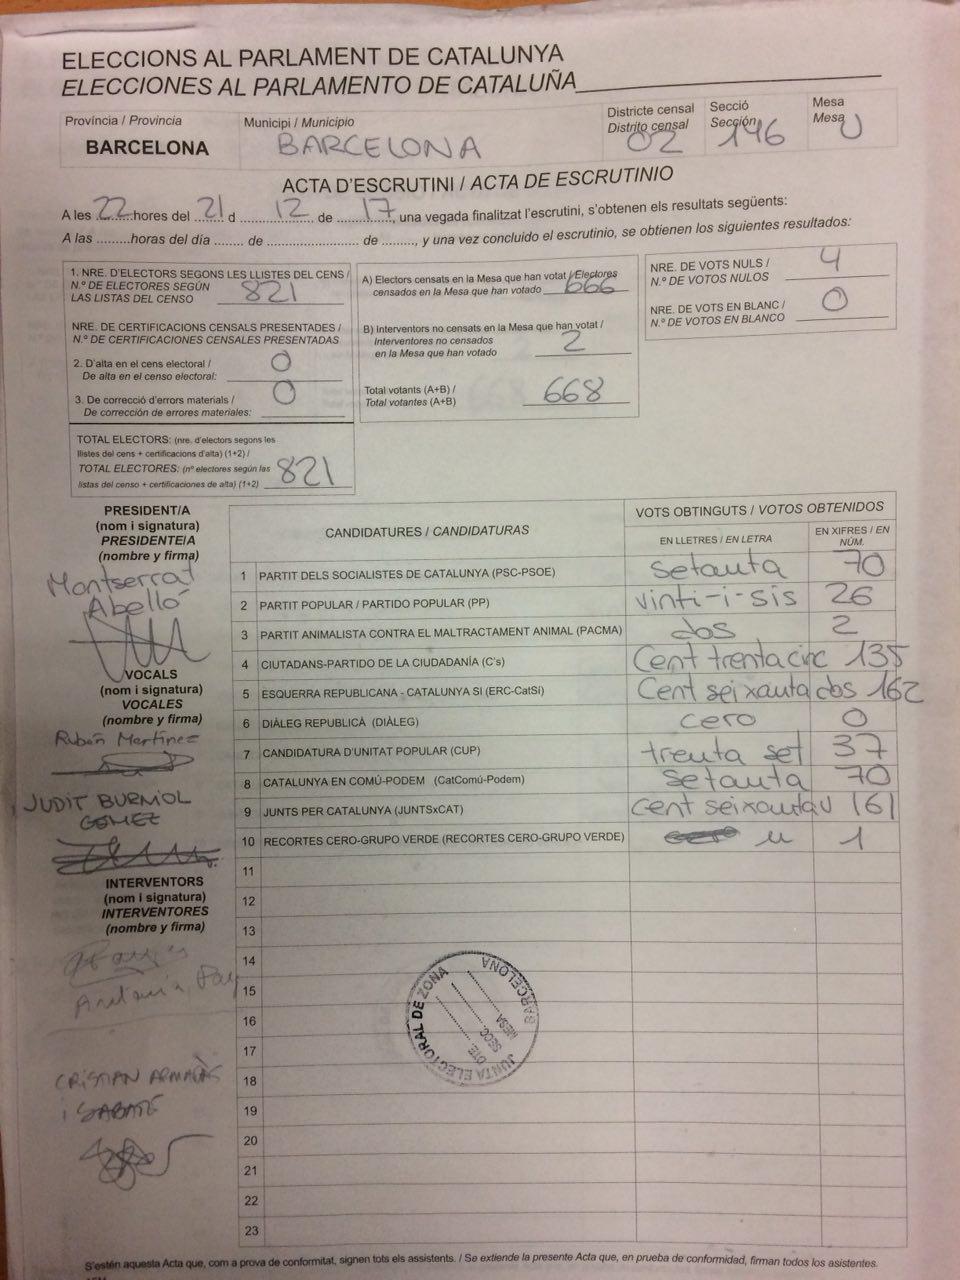 ELECCIONS AL PARLAMENT DE CATALUNYA
ELECCIONES AL PARLAMENTO DE CATALUÑA
Província / Provincia
BARCELONA
Municipi / Municipio
BARCELONA
Districte censal
Distrito censal
02
Secció
Sección
146
Mesa
Mesa
U
ACTA D'ESCRUTINI / ACTA DE ESCRUTINIO
A les 22 hores del 21 d 12 de 17, una vegada finalitzat l'escrutini, s'obtenen els resultats següents:
A las .........horas del día ........ de ........................ de ........, y una vez concluido el escrutinio, se obtienen los siguientes resultados:
1. NRE. D'ELECTORS SEGONS LES LLISTES DEL CENS /
N.º DE ELECTORES SEGÚN
LAS LISTAS DEL CENSO 821
NRE. DE CERTIFICACIONS CENSALS PRESENTADES /
N.º DE CERTIFICACIONES CENSALES PRESENTADAS
2. D'alta en el cens electoral /
De alta en el censo electoral: 0
3. De correcció d'errors materials /
De corrección de errores materiales: 0
TOTAL ELECTORS: (nre. d'electors segons les
llistes del cens + certificacions d'alta) (1+2) /
TOTAL ELECTORES: (nº electores según las
listas del censo + certificaciones de alta) (1+2) 821
A) Electors censats en la Mesa que han votat / Electores
censados en la Mesa que han votado 666
B) Interventors no censats en la Mesa que han votat /
Interventores no censados
en la Mesa que han votado 2
Total votants (A+B) /
Total votantes (A+B) 668
NRE. DE VOTS NULS /
N.º DE VOTOS NULOS 4
NRE. DE VOTS EN BLANC /
N.º DE VOTOS EN BLANCO 0
PRESIDENT/A
(nom i signatura)
PRESIDENTE/A
(nombre y firma)
Montserrat
Abelló
VOCALS
(nom i signatura)
VOCALES
(nombre y firma)
Rubén Martínez
JUDIT BURNIOL
GOMEZ
INTERVENTORS
(nom i signatura)
INTERVENTORES
(nombre y firma)
CRISTIAN
i SABATÉ
CANDIDATURES / CANDIDATURAS
VOTS OBTINGUTS / VOTOS OBTENIDOS
EN LLETRES / EN LETRA
EN XIFRES / EN
NÚM.
1 PARTIT DELS SOCIALISTES DE CATALUNYA (PSC-PSOE) setanta 70
2 PARTIT POPULAR / PARTIDO POPULAR (PP) vinti-i-sis 26
3 PARTIT ANIMALISTA CONTRA EL MALTRACTAMENT ANIMAL (PACMA) dos 2
4 CIUTADANS-PARTIDO DE LA CIUDADANÍA (C's) Cent trenta cinc 135
5 ESQUERRA REPUBLICANA - CATALUNYA SI (ERC-CatSí) Cent seixanta dos 162
6 DIÀLEG REPUBLICÀ (DIÀLEG) cero 0
7 CANDIDATURA D'UNITAT POPULAR (CUP) trenta set 37
8 CATALUNYA EN COMÚ-PODEM (CatComú-Podem) Setanta 70
9 JUNTS PER CATALUNYA (JUNTSxCAT) cent seixanta u 161
10 RECORTES CERO-GRUPO VERDE (RECORTES CERO-GRUPO VERDE) u 1
11
12
13
14
15
16
17
18
19
20
21
22
23
JUNTA ELECTORAL DE ZONA
BARCELONA
DTE.
SECC.
MESA
S'estén aquesta Acta que, com a prova de conformitat, signen tots els assistents. / Se extiende la presente Acta que, en prueba de conformidad, firman todos los asistentes.